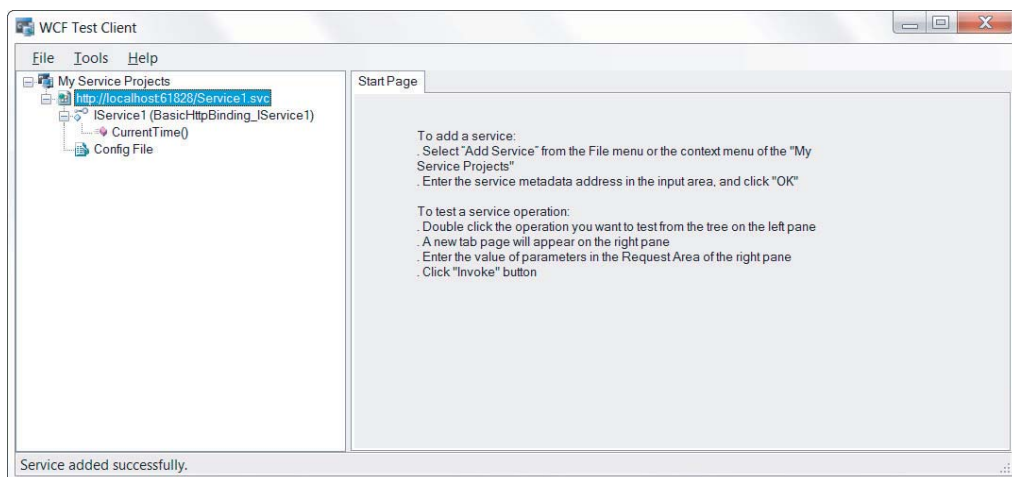 WCF Test Client
File Tools Help
My Service Projects
http://localhost:61828/Service1.svc
IService1 (BasicHttpBinding_IService1)
CurrentTime()
Config File
Start Page
To add a service:
. Select "Add Service" from the File menu or the context menu of the "My
Service Projects"
. Enter the service metadata address in the input area, and click "OK"
To test a service operation:
. Double click the operation you want to test from the tree on the left pane
. A new tab page will appear on the right pane
. Enter the value of parameters in the Request Area of the right pane
. Click "Invoke" button
Service added successfully.